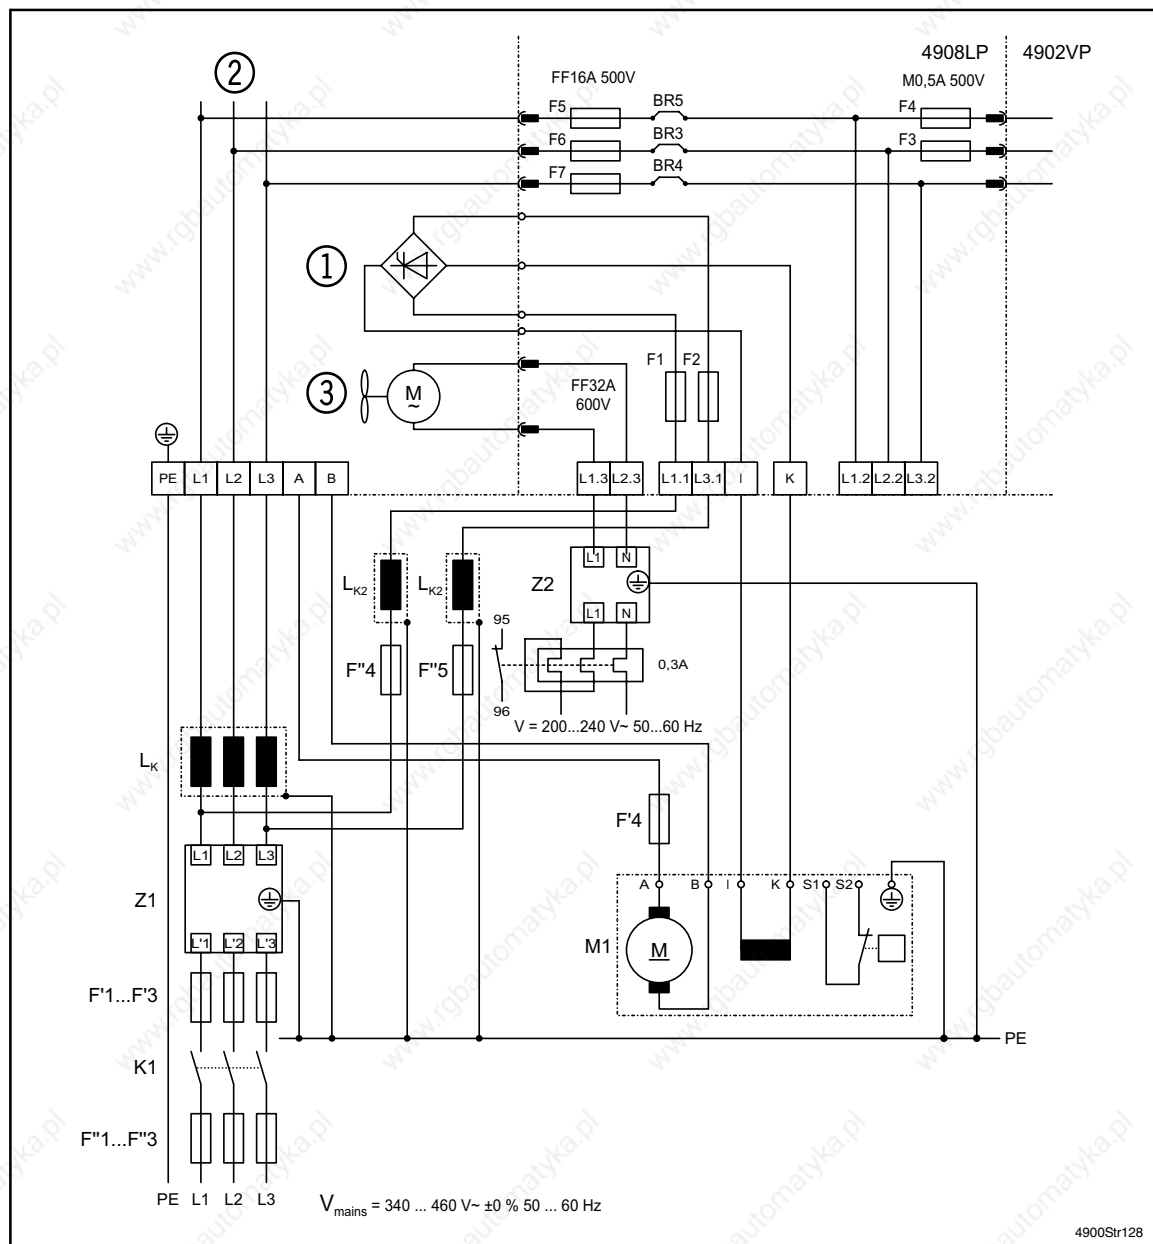 4908LP 4902VP
2
FF16A 500V M0,5A 500V
F5 BR5 F4
F6 BR3 F3
F7 BR4
1
F1 F2
3 M ~ FF32A
600V
PE L1 L2 L3 A B L1.3 L2.3 L1.1 L3.1 I K L1.2 L2.2 L3.2
L1 N
LK2 LK2 Z2
L1 N
95
F"4 F"5 0,3A
96
V = 200...240 V~ 50...60 Hz
LK
F'4
L1 L2 L3
A B I K S1 S2
Z1
L'1 L'2 L'3
M1 M
F'1...F'3
PE
K1
F"1...F"3
PE L1 L2 L3
Vmains = 340 ... 460 V~ ±0 % 50 ... 60 Hz
4900Str128
www.rgbautomatyka.pl